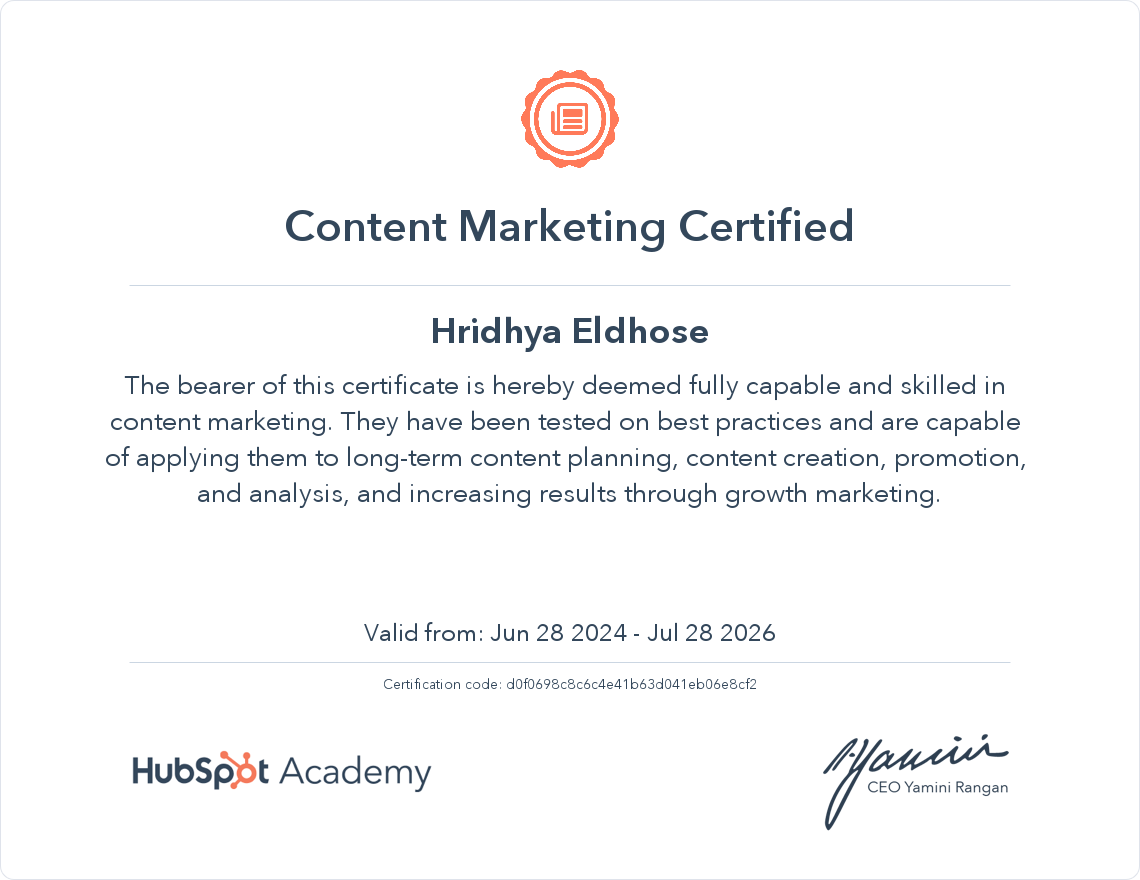 Content Marketing Certified
Hridhya Eldhose
The bearer of this certificate is hereby deemed fully capable and skilled in
content marketing. They have been tested on best practices and are capable
of applying them to long-term content planning, content creation, promotion,
and analysis, and increasing results through growth marketing.
Valid from: Jun 28 2024 - Jul 28 2026
Certification code: d0f0698c8c6c4e41b63d041eb06e8cf2
HubSpot Academy
Yamini
CEO Yamini Rangan